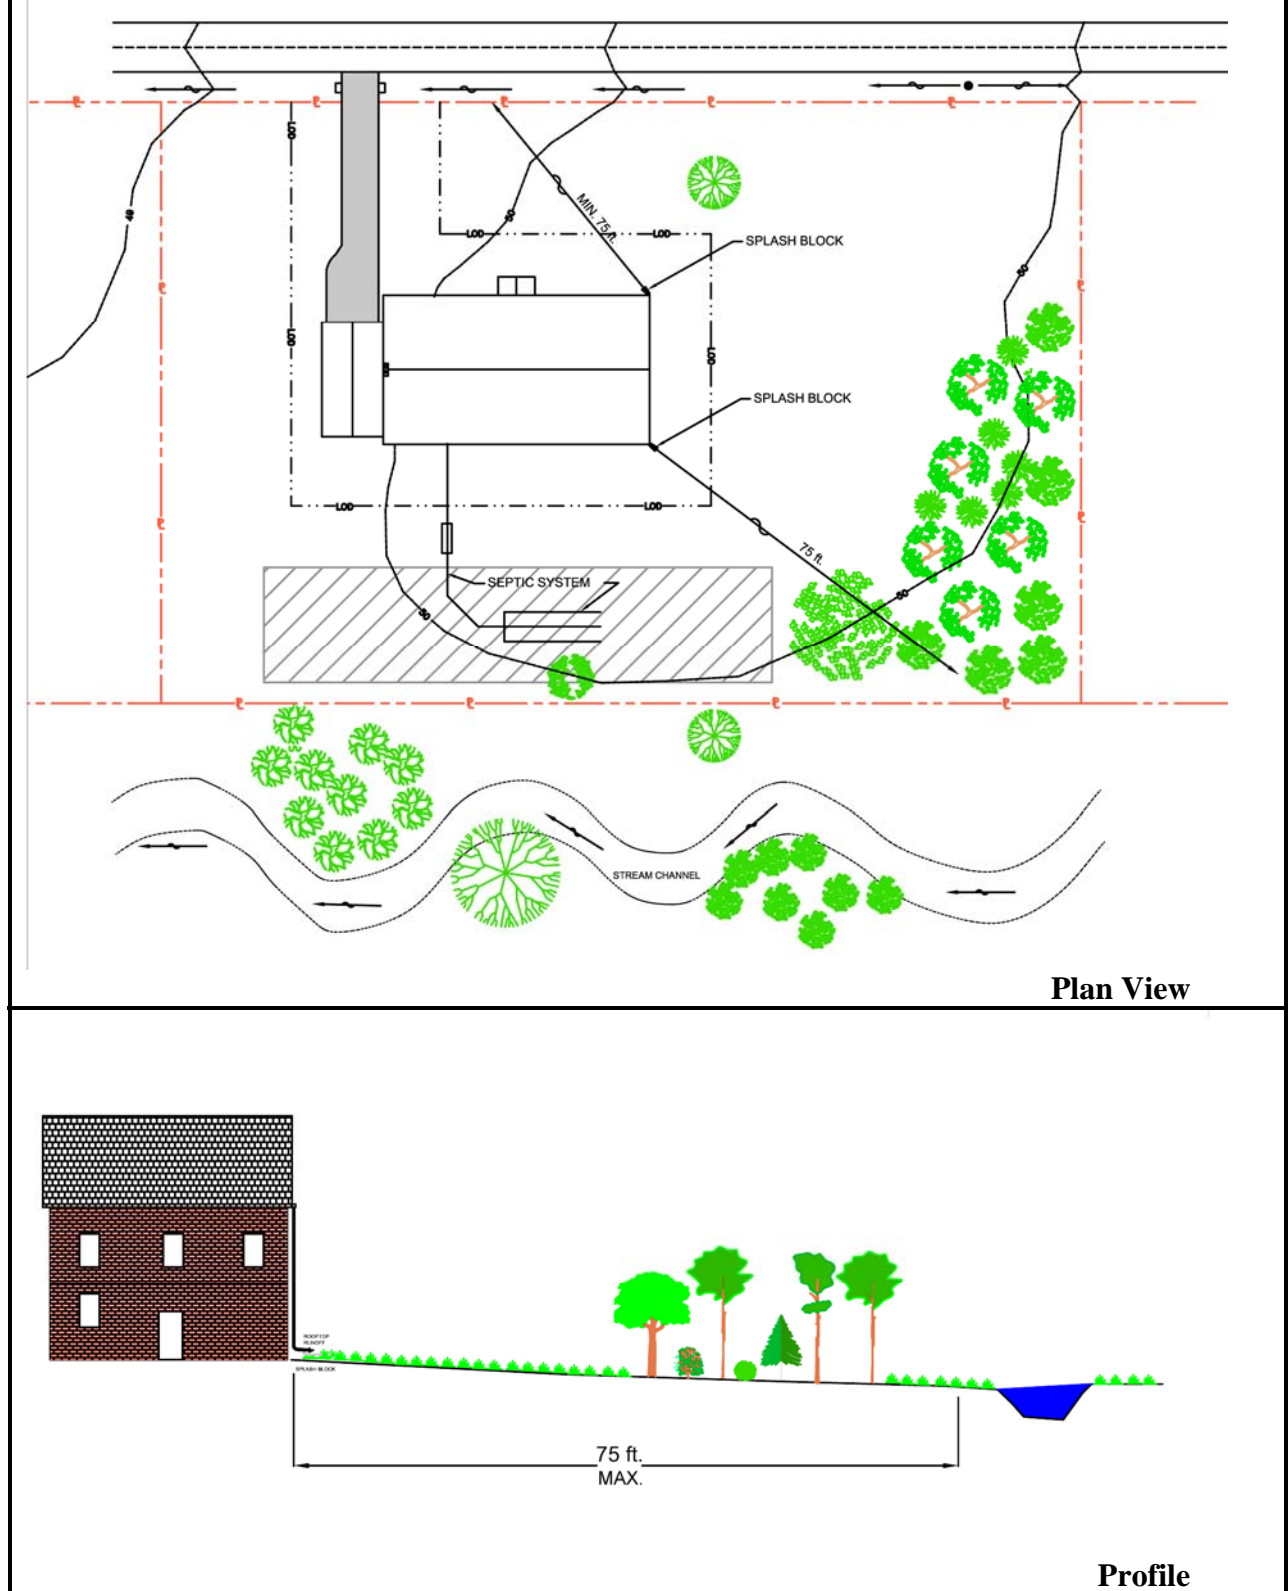 LOD
48
50
MIN. 75 ft.
LOD
LOD
SPLASH BLOCK
50
LOD
LOD
SPLASH BLOCK
LOD
LOD
75 ft.
SEPTIC SYSTEM
50
50
STREAM CHANNEL
Plan View
ROOFTOP
RUNOFF
SPLASH BLOCK
75 ft.
MAX.
Profile